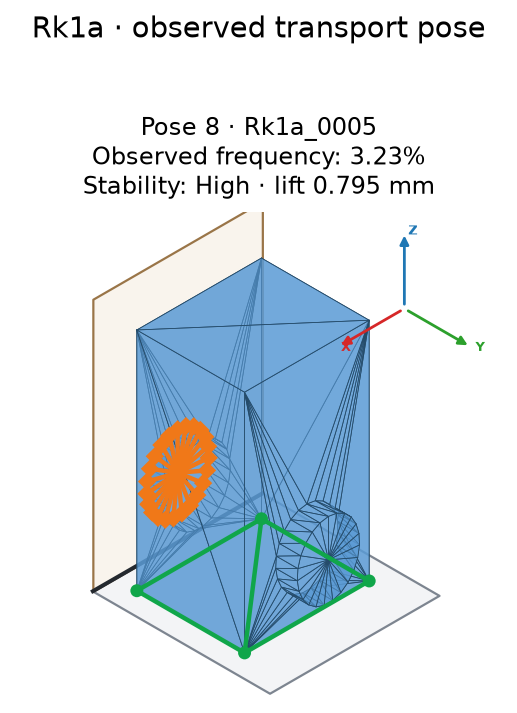 Rk1a · observed transport pose
Pose 8 · Rk1a_0005
Observed frequency: 3.23%
Stability: High · lift 0.795 mm
Z
X
Y